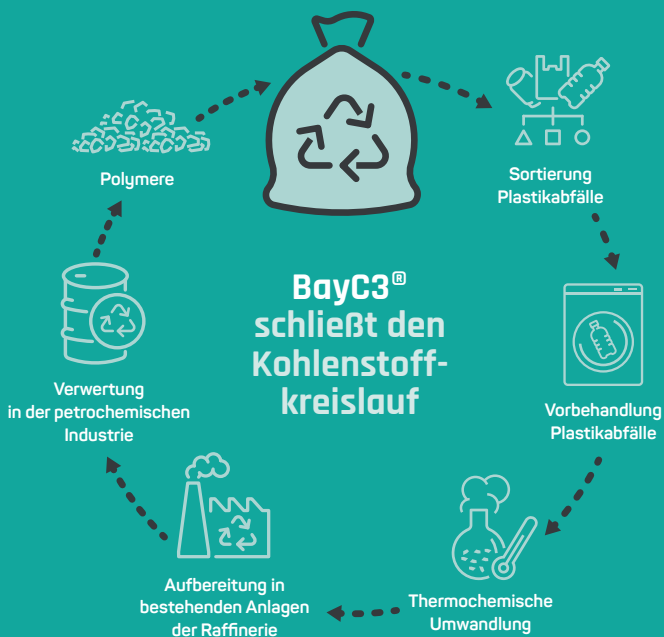 BayC3®
schließt den
Kohlenstoff-
kreislauf
Sortierung
Plastikabfälle
Vorbehandlung
Plastikabfälle
Thermochemische
Umwandlung
Aufbereitung in
bestehenden Anlagen
der Raffinerie
Verwertung
in der petrochemischen
Industrie
Polymere